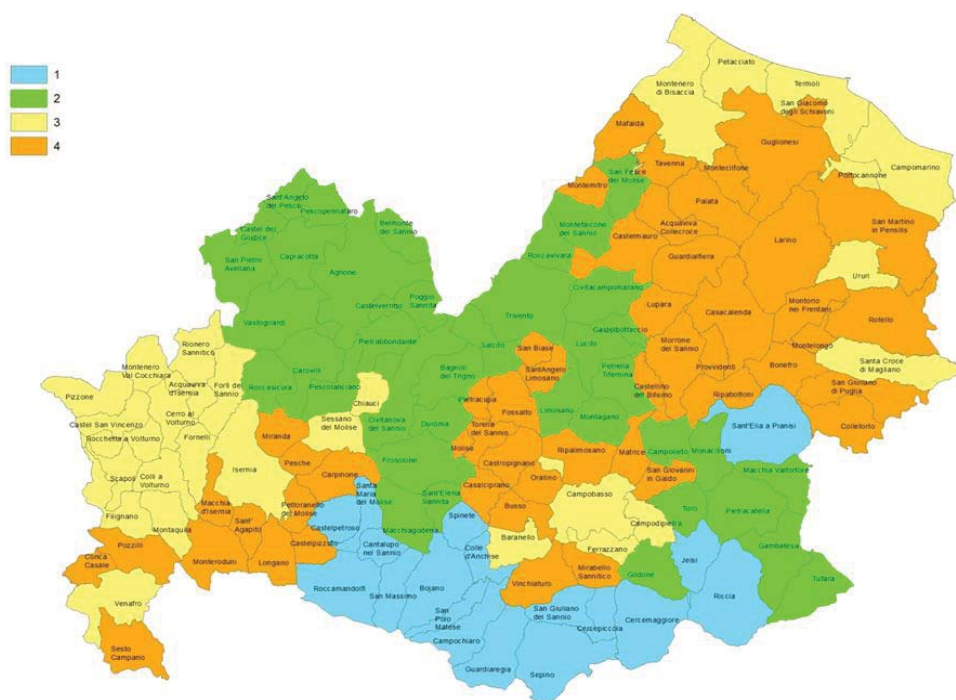 1
2
3
4
Petacciato
Montenero
di Bisaccia
Termoli
San Giacomo
degli Schiavoni
Mafalda
Guglionesi
Campomarino
Portocannone
San Felice
del Molise
Tavenna
Montecilfone
Montemitro
Palata
Montefalcone
del Sannio
Acquaviva
Collecroce
Castelmauro
San Martino
in Pensilis
Larino
Guardialfiera
Roccavivara
Ururi
Sant'Angelo
del Pesco
Pescopennataro
Belmonte
del Sannio
Castel del
Giudice
San Pietro
Avellana
Capracotta
Agnone
Castelverrino
Poggio
Sannita
Vastogirardi
Pietrabbondante
Civitacampomarano
Trivento
Lupara
Casacalenda
Montorio
nei Frentani
Rotello
Castelbottaccio
Lucito
Morrone
del Sannio
Montelongo
Santa Croce
di Magliano
Provvidenti
Bonefro
San Giuliano
di Puglia
Colletorto
Ripabottoni
Petrella
Tifernina
Castellino
del Biferno
Salcito
San Biase
Sant'Angelo
Limosano
Bagnoli
del Trigno
Rionero
Sannitico
Montenero
Val Cocchiara
Pizzone
Acquaviva
d'Isernia
Forlì del
Sannio
Carovilli
Roccasicura
Pescolanciano
Chiauci
Castel San Vincenzo
Cerro al
Volturno
Rocchetta a Volturno
Fornelli
Sessano
del Molise
Civitanova
del Sannio
Duronia
Pietracupa
Fossalto
Torella
del Sannio
Limosano
Montagano
Sant'Elia a Pianisi
Miranda
Molise
Campolieto
Monacilioni
Matrice
Ripalimosani
Isernia
Pesche
Carpinone
Frosolone
Castropignano
Oratino
San Giovanni
in Galdo
Macchia Valfortore
Scapoli
Colli a
Volturno
Macchia
d'Isernia
Santa
Maria
del Molise
Sant'Elena
Sannita
Casalciprano
Campobasso
Toro
Pietracatella
Filignano
Pettoranello
del Molise
Busso
Campodipietra
Montaquila
Sant'
Agapito
Castelpetroso
Macchiagodena
Spinete
Baranello
Ferrazzano
Gambatesa
Pozzilli
Conca
Casale
Castelpizzuto
Cantalupo
nel Sannio
Colle
d'Anchise
Monteroduni
Longano
Vinchiaturo
Mirabello
Sannitico
Gildone
Jelsi
Tufara
Roccamandolfi
San Massimo
Bojano
Riccia
Venafro
San
Polo
Matese
San Giuliano
del Sannio
Cercepiccola
Cercemaggiore
Campochiaro
Sesto
Campano
Guardiaregia
Sepino